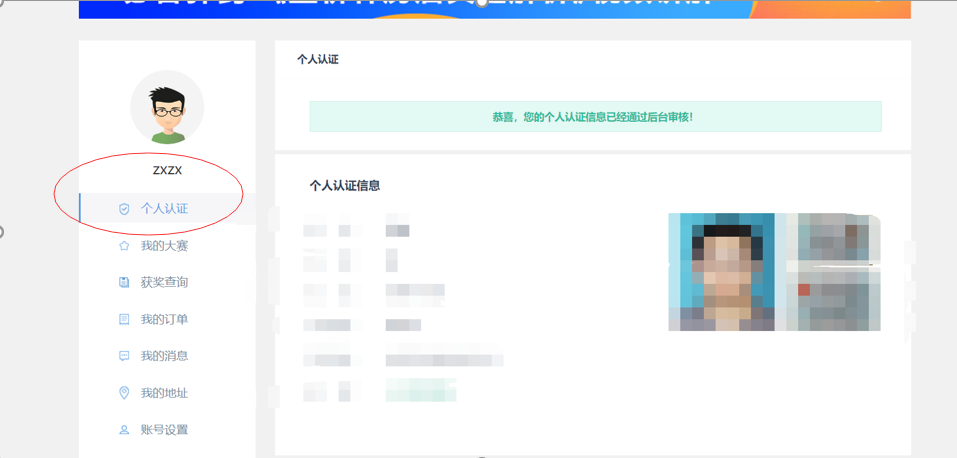 zxzx
个人认证
我的大赛
获奖查询
我的订单
我的消息
我的地址
账号设置
个人认证
恭喜，您的个人认证信息已经通过后台审核！
个人认证信息